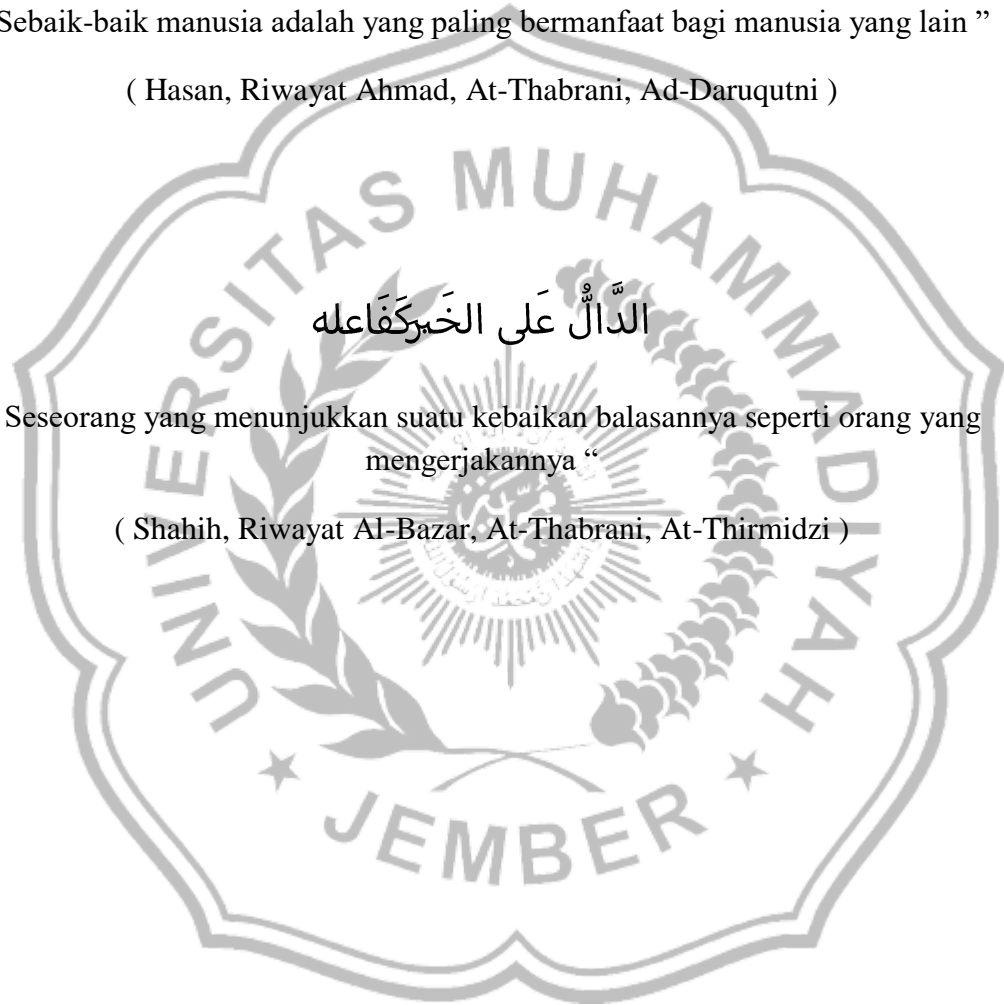 Sebaik-baik manusia adalah yang paling bermanfaat bagi manusia yang lain ”
( Hasan, Riwayat Ahmad, At-Thabrani, Ad-Daruqutni )
UNIVERSITAS MUHAMMADIYAH
الدَّالُّ عَلى الخَيرِكَفَاعله
Seseorang yang menunjukkan suatu kebaikan balasannya seperti orang yang
mengerjakannya “
( Shahih, Riwayat Al-Bazar, At-Thabrani, At-Thirmidzi )
JEMBER